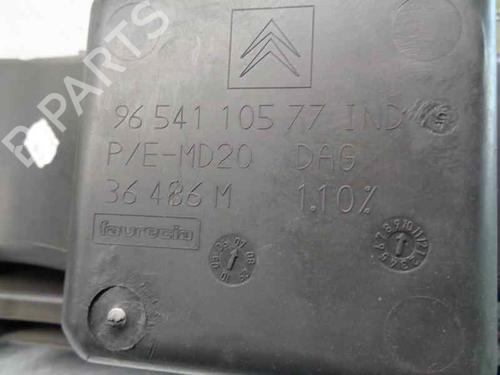 96 541 105 77 IND
P/E-MD20 DAG
36 486 M 1.10%
faurecia
B-PARTS